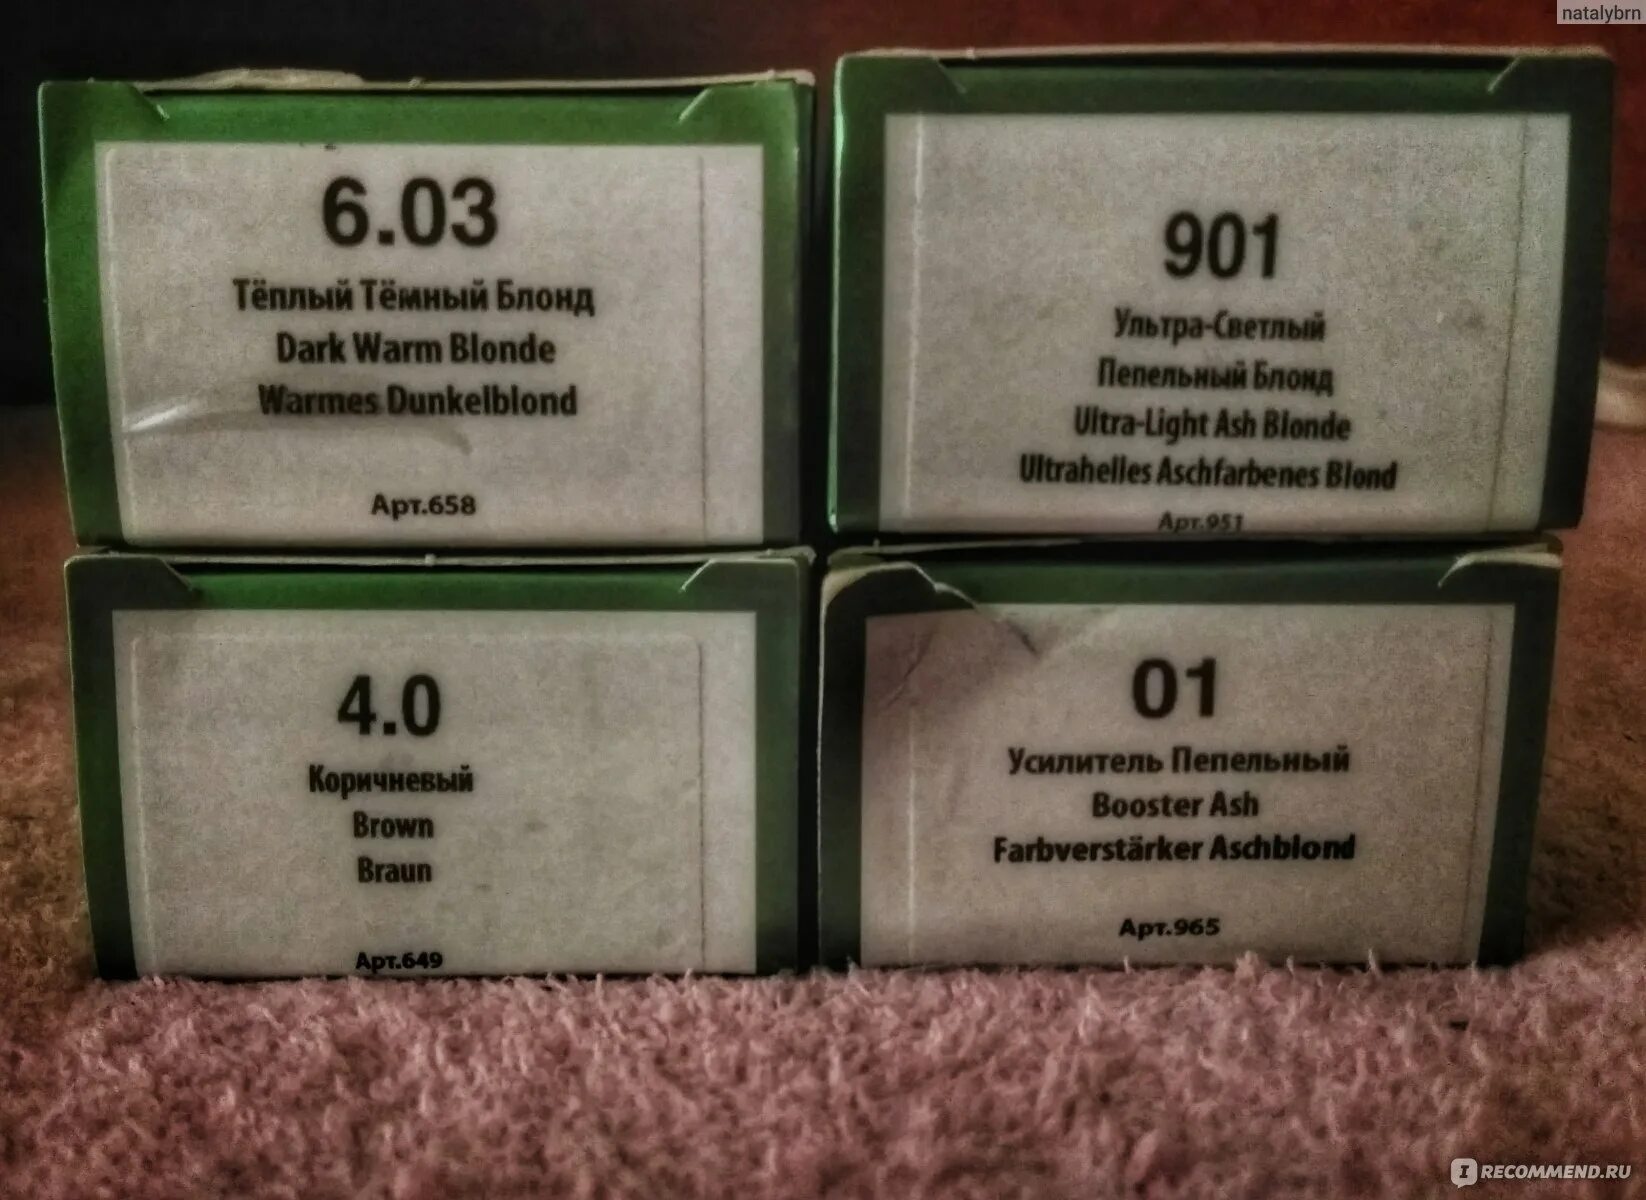 natalybrn
6.03
Тёплый Тёмный Блонд
Dark Warm Blonde
Warmes Dunkelblond
Арт.658
901
Ультра-Светлый
Пепельный Блонд
Ultra-Light Ash Blonde
Ultrahelles Aschfarbenes Blond
Арт.951
4.0
Коричневый
Brown
Braun
Арт.649
01
Усилитель Пепельный
Booster Ash
Farbverstärker Aschblond
Арт.965
IRECOMMEND.RU